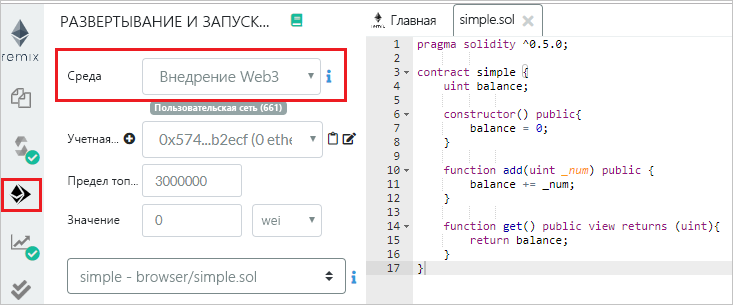 remix
РАЗВЕРТЫВАНИЕ И ЗАПУСК...
Среда
Внедрение Web3
Пользовательская сеть (661)
Учетная...
0x574...b2ecf (0 ethe
Предел топ...
3000000
Значение
0
wei
simple - browser/simple.sol
Главная
simple.sol
1 pragma solidity ^0.5.0;
2
3 contract simple {
4 uint balance;
5
6 constructor() public{
7 balance = 0;
8 }
9
10 function add(uint _num) public {
11 balance += _num;
12 }
13
14 function get() public view returns (uint){
15 return balance;
16 }
17 }